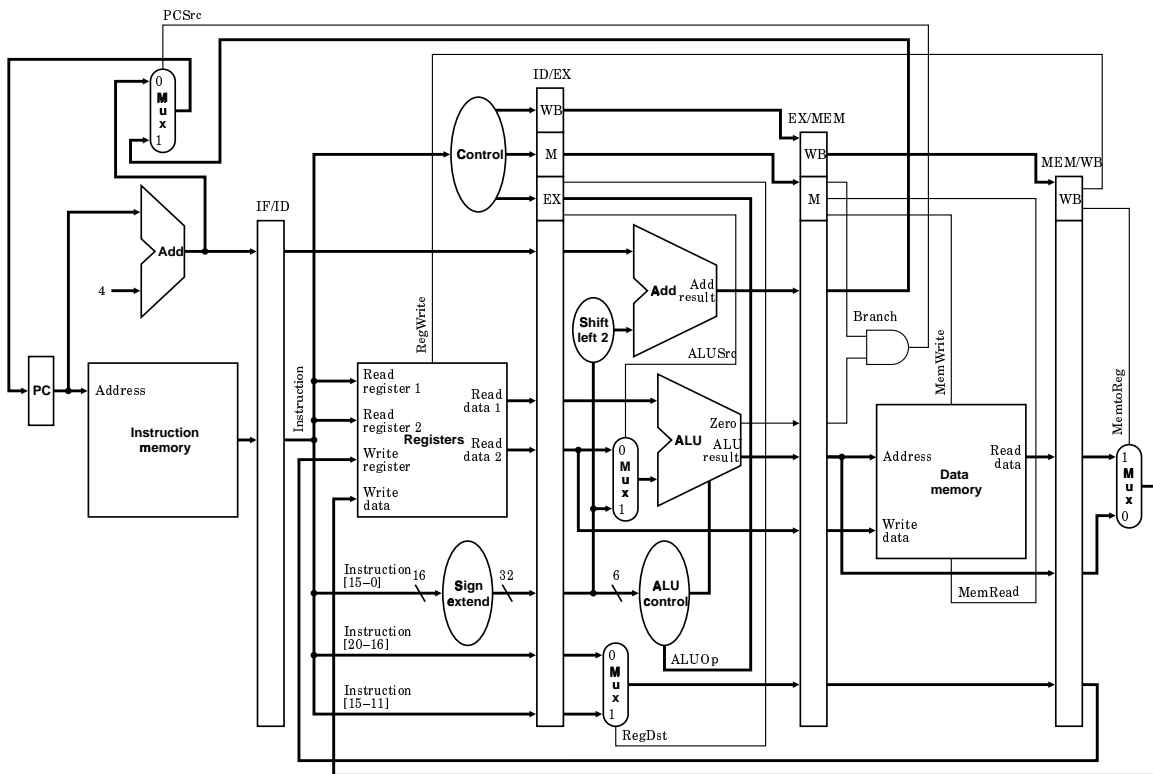 PCSrc
0
M
u
x
1
ID/EX
WB
M
EX
Control
EX/MEM
WB
M
MEM/WB
WB
IF/ID
Add
4
Add
Add
result
Shift
left 2
RegWrite
ALUSrc
Branch
MemWrite
MemtoReg
PC
Address
Instruction
memory
Instruction
Read
register 1
Read
register 2
Registers
Write
register
Write
data
Read
data 1
Read
data 2
0
M
u
x
1
Zero
ALU
ALU
result
Address
Read
data
Data
memory
Write
data
MemRead
1
M
u
x
0
Instruction
[15–0]
16
Sign
extend
32
6
ALU
control
ALUOp
Instruction
[20–16]
Instruction
[15–11]
0
M
u
x
1
RegDst